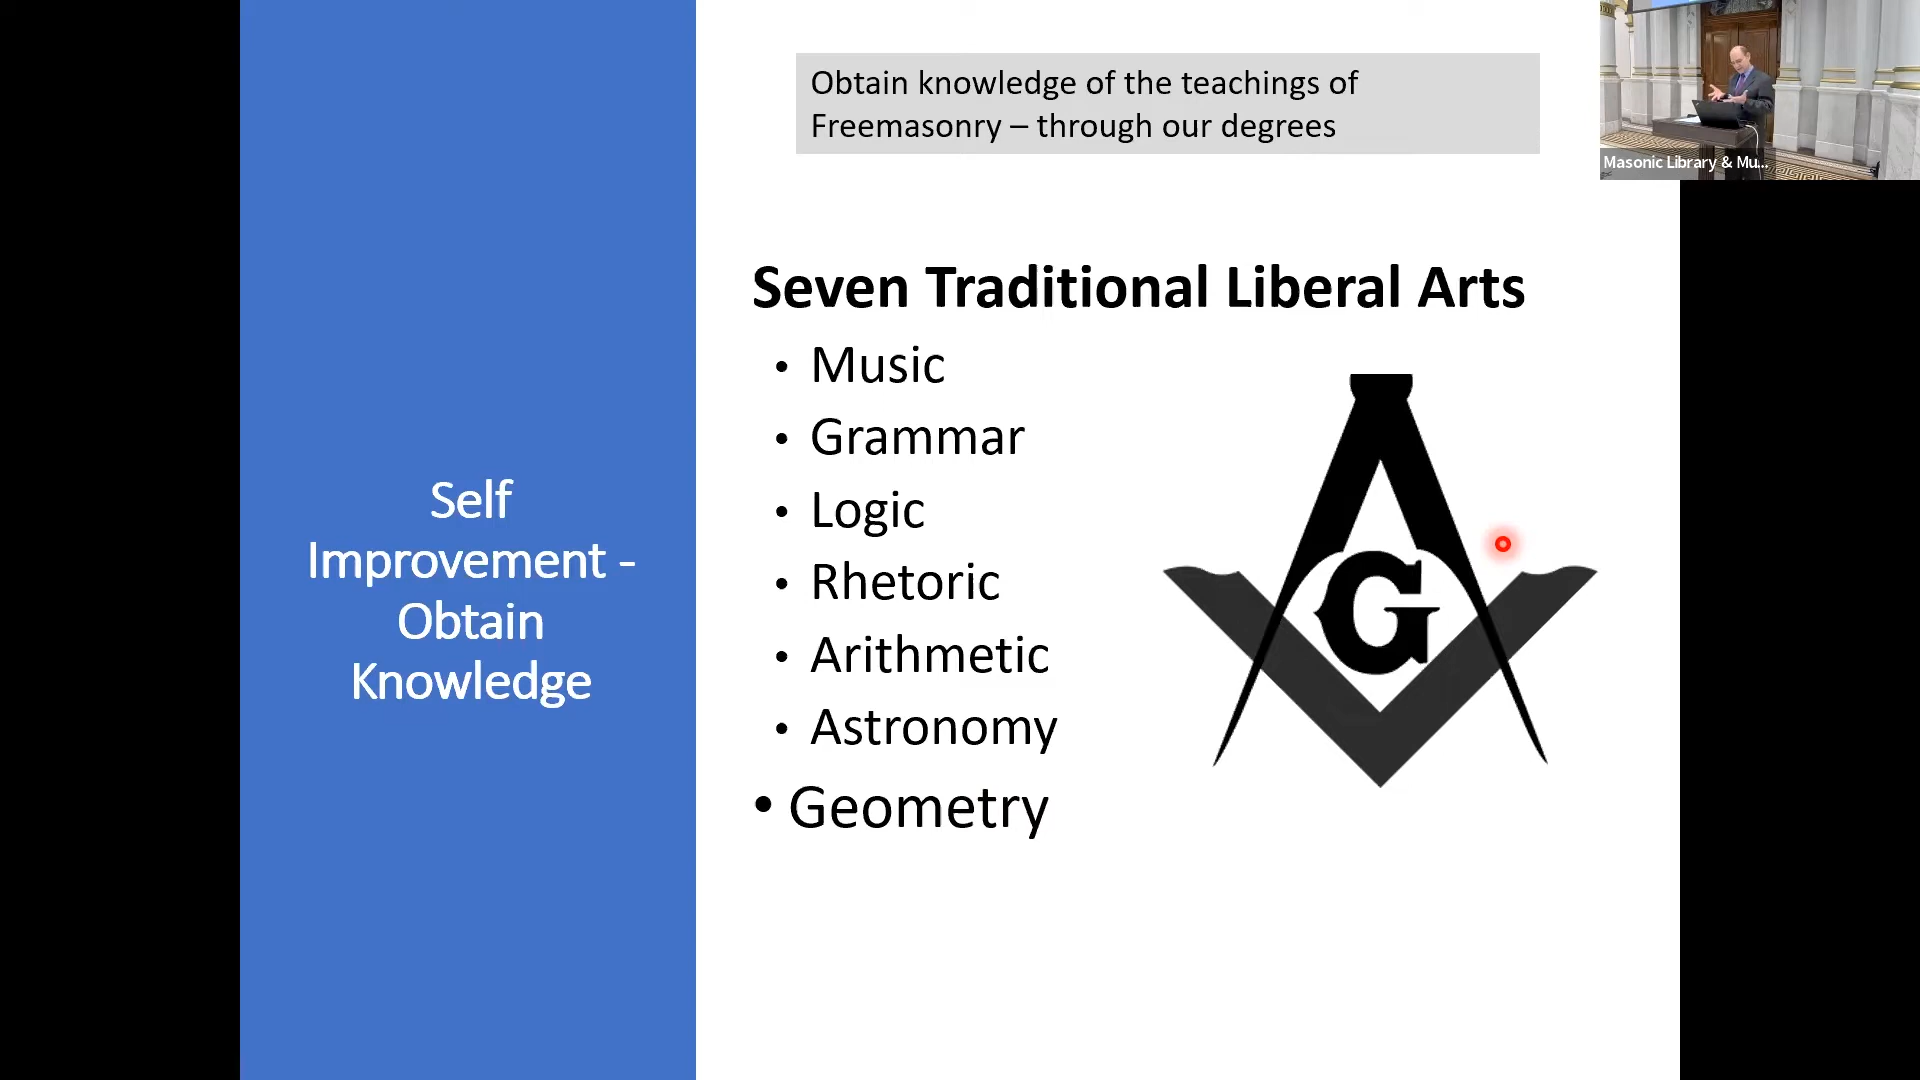 Obtain knowledge of the teachings of
Freemasonry – through our degrees
Masonic Library & Mu...
Seven Traditional Liberal Arts
• Music
• Grammar
• Logic
• Rhetoric
• Arithmetic
• Astronomy
• Geometry
G
Self
Improvement -
Obtain
Knowledge